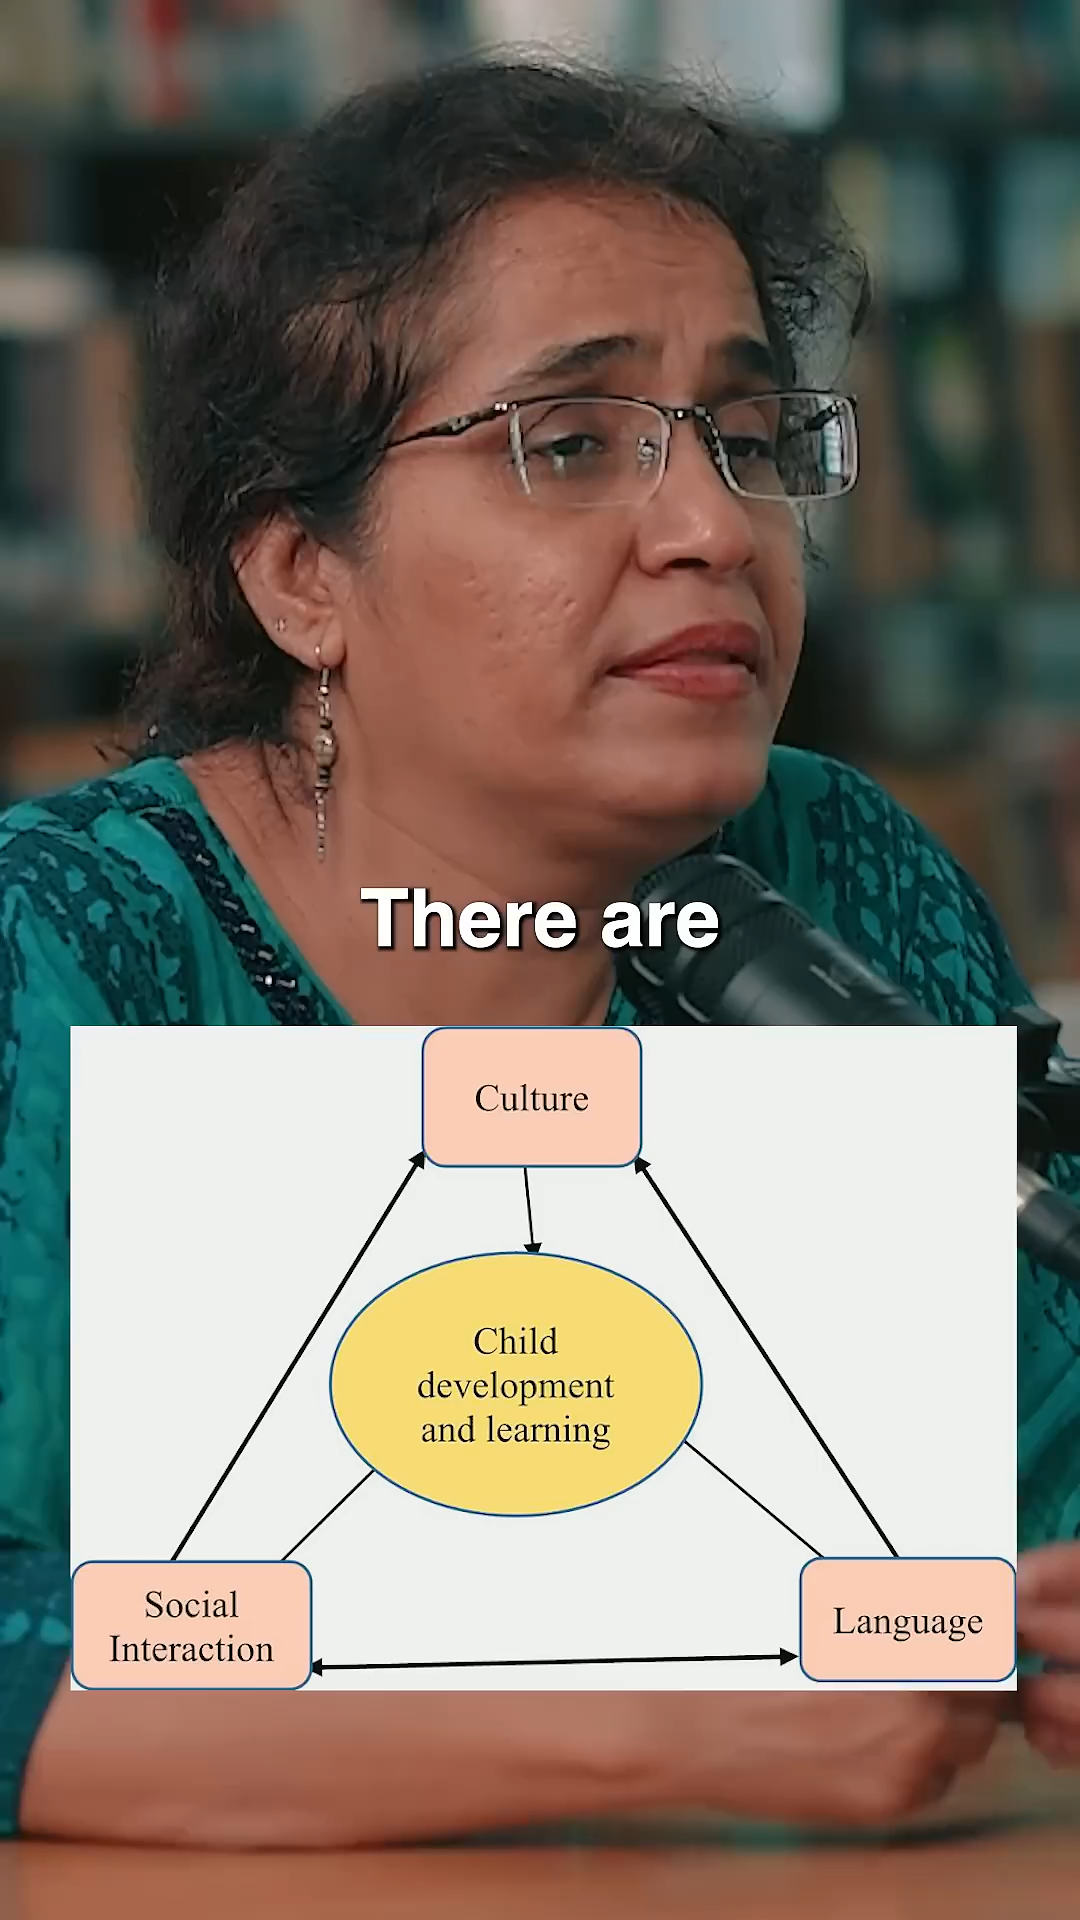 There are
Culture
Child
development
and learning
Social
Interaction
Language